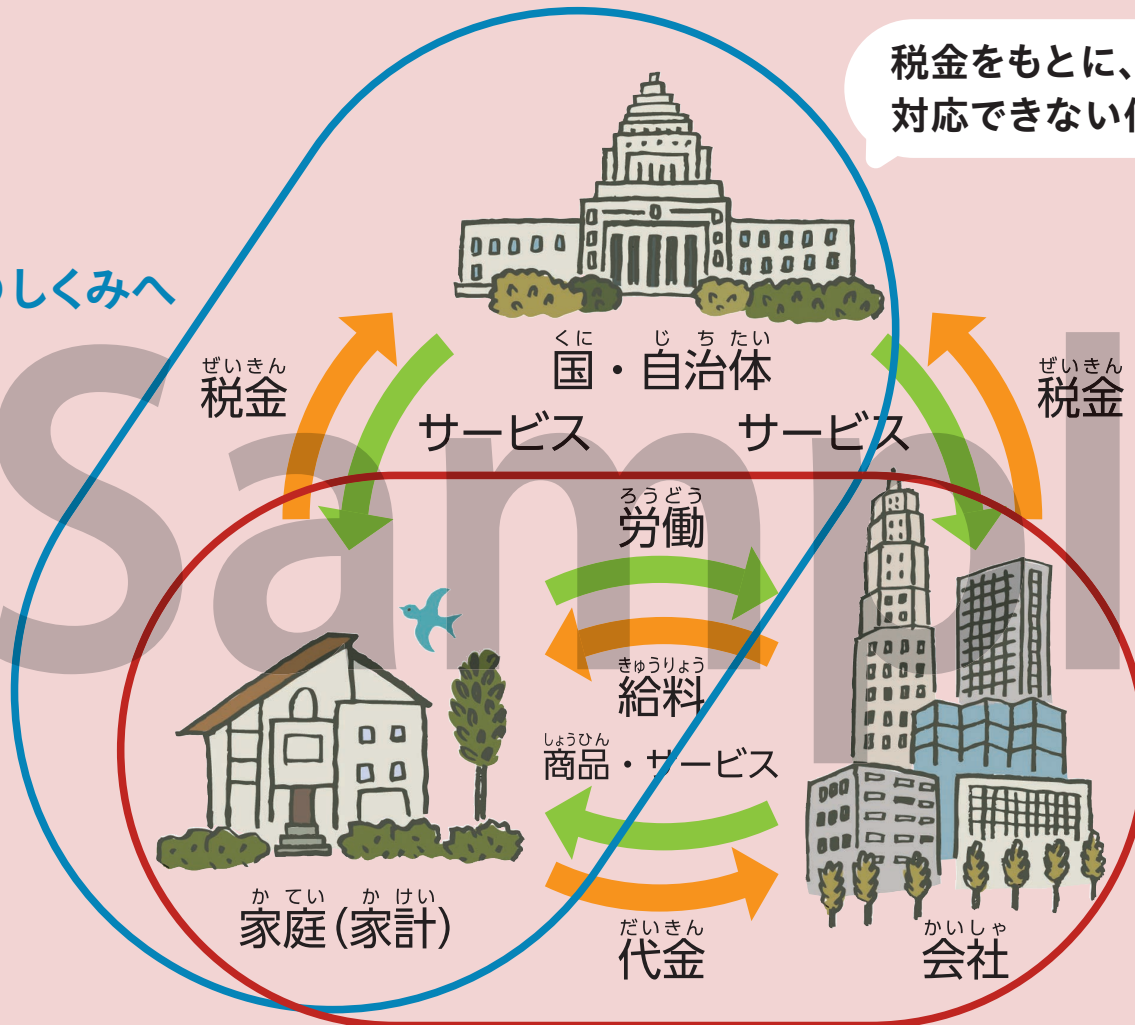 税金をもとに、
対応できない
のしくみへ
くに じちたい
国・自治体
ぜいきん
税金
ぜいきん
税金
サービス
サービス
ろうどう
労働
きゅうりょう
給料
しょうひん
商品・サービス
かてい かけい
家庭(家計)
だいきん
代金
かいしゃ
会社
Sampl